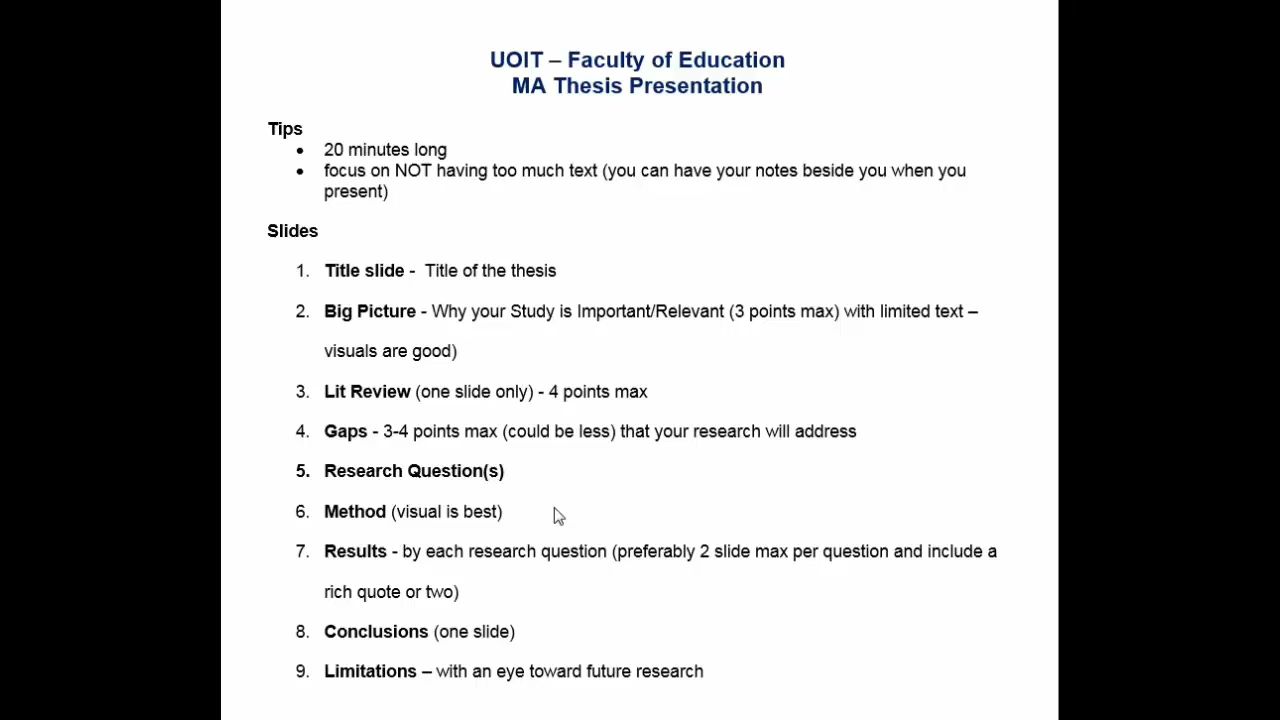 UOIT – Faculty of Education
MA Thesis Presentation
Tips
• 20 minutes long
• focus on NOT having too much text (you can have your notes beside you when you
present)
Slides
1. Title slide - Title of the thesis
2. Big Picture - Why your Study is Important/Relevant (3 points max) with limited text –
visuals are good)
3. Lit Review (one slide only) - 4 points max
4. Gaps - 3-4 points max (could be less) that your research will address
5. Research Question(s)
6. Method (visual is best)
7. Results - by each research question (preferably 2 slide max per question and include a
rich quote or two)
8. Conclusions (one slide)
9. Limitations – with an eye toward future research